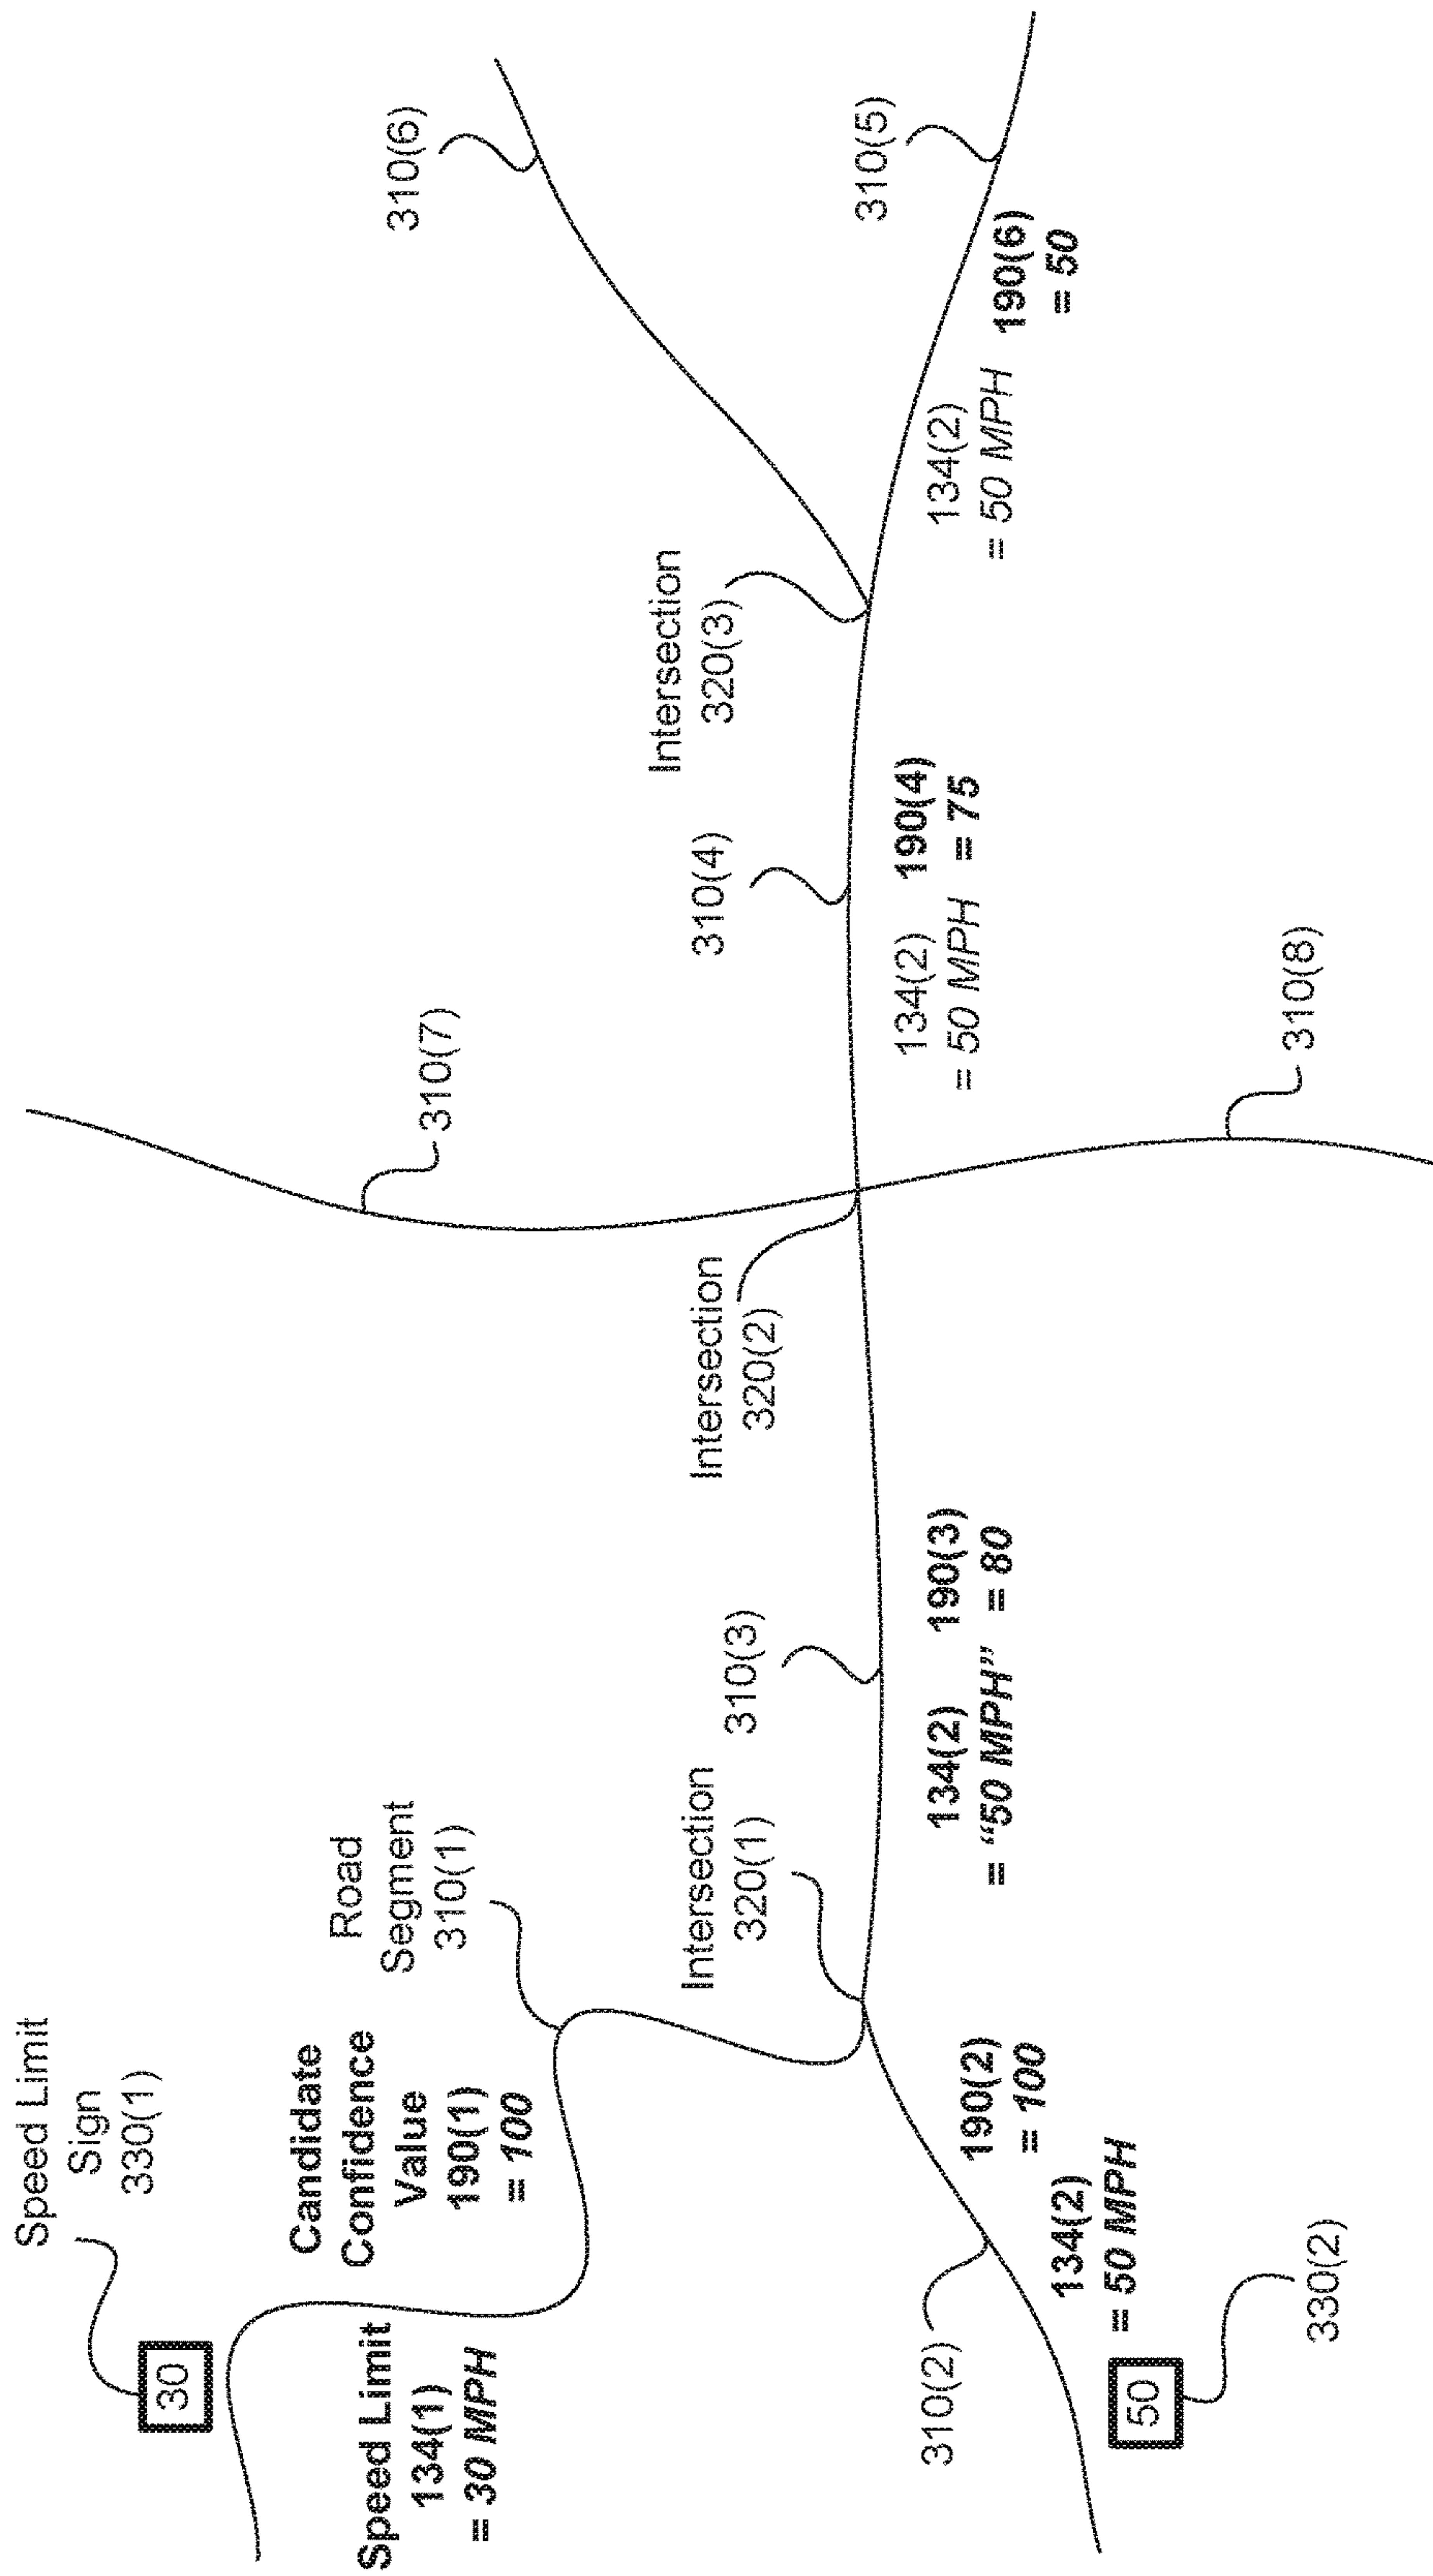 Speed Limit
Sign
330(1)
30
Speed Limit
134(1)
= 30 MPH
Candidate
Confidence
Value
190(1)
= 100
Road
Segment
310(1)
310(7)
310(6)
Intersection
320(1)
310(3)
Intersection
320(2)
310(4)
Intersection
320(3)
310(5)
310(2)
190(2)
= 100
134(2)
= 50 MPH
50
330(2)
134(2) 190(3)
= “50 MPH” = 80
134(2) 190(4)
= 50 MPH = 75
310(8)
134(2)
= 50 MPH
190(6)
= 50